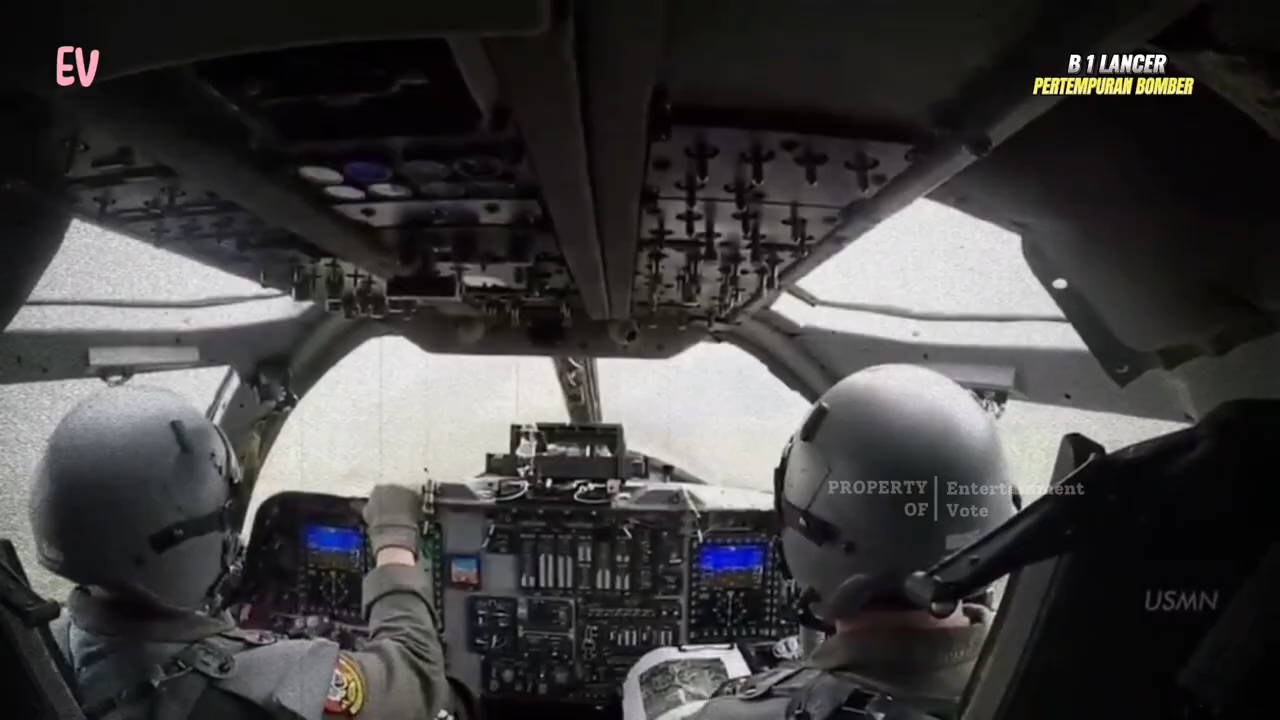 EV
B 1 LANCER
PERTEMPURAN BOMBER
PROPERTY OF
Entertainment Vote
USMN